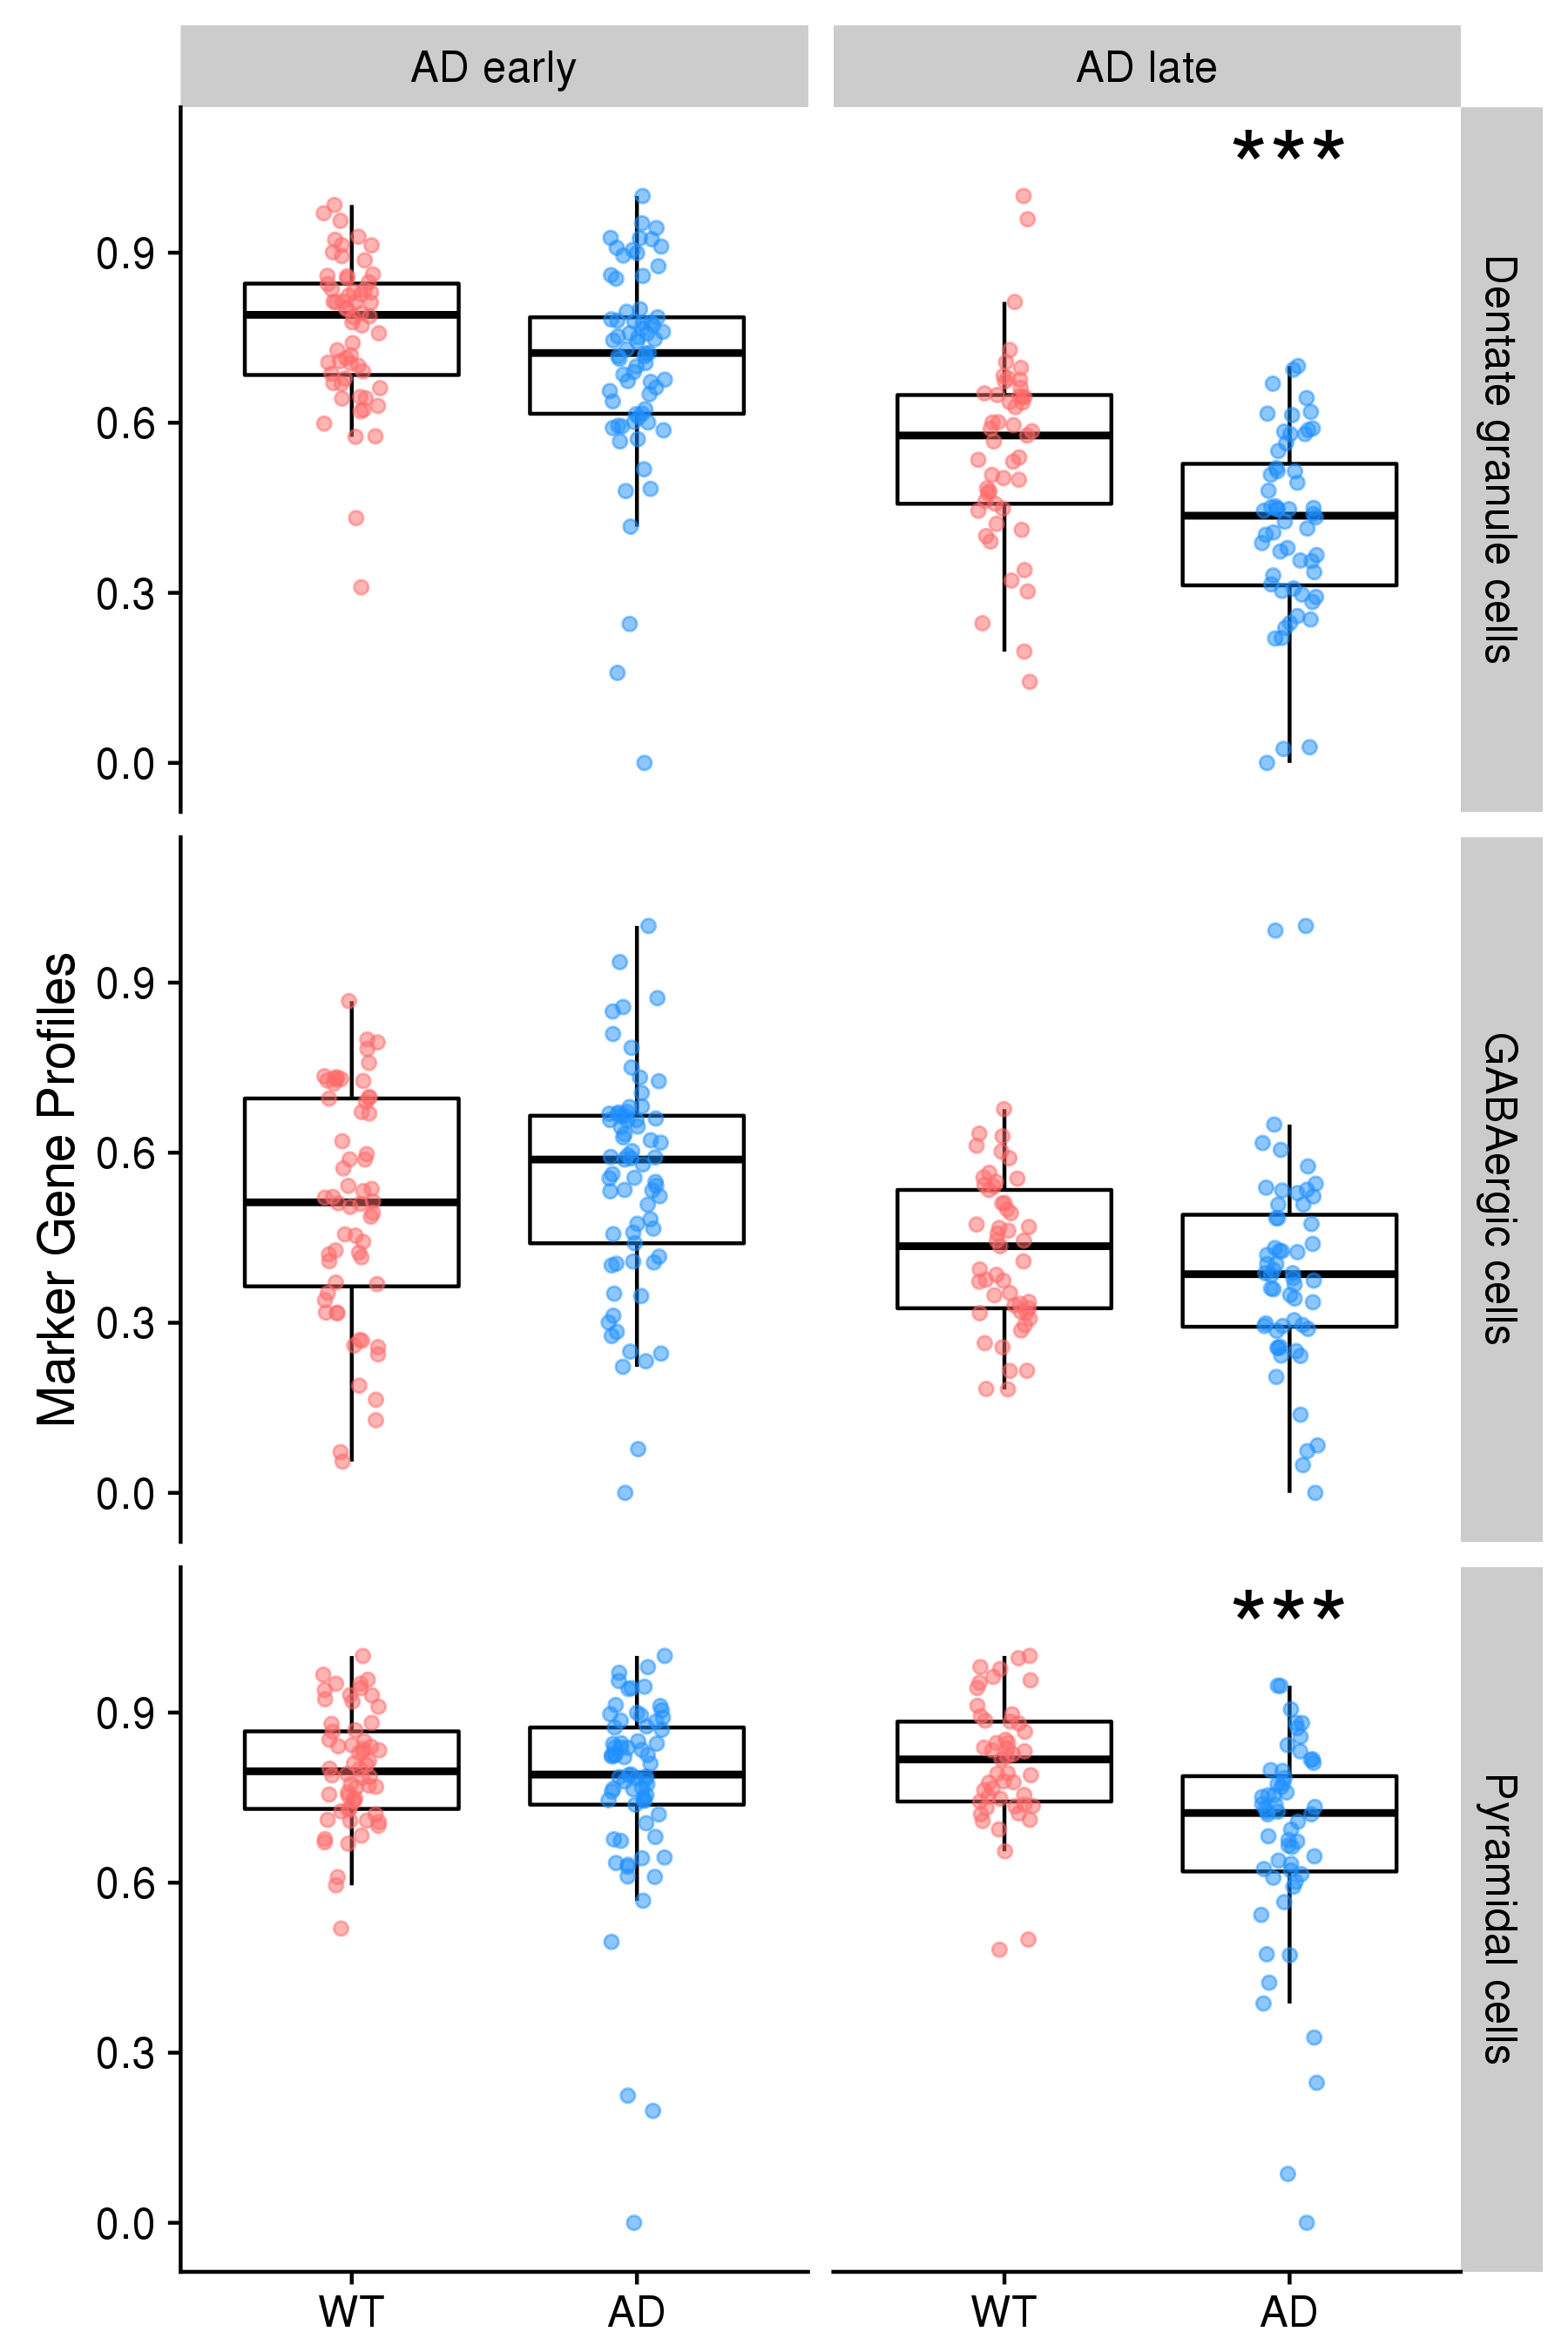 AD early
AD late
***
Dentate granule cells
0.9
0.6
0.3
0.0
Marker Gene Profiles
GABAergic cells
0.9
0.6
0.3
0.0
***
Pyramidal cells
0.9
0.6
0.3
0.0
WT
AD
WT
AD